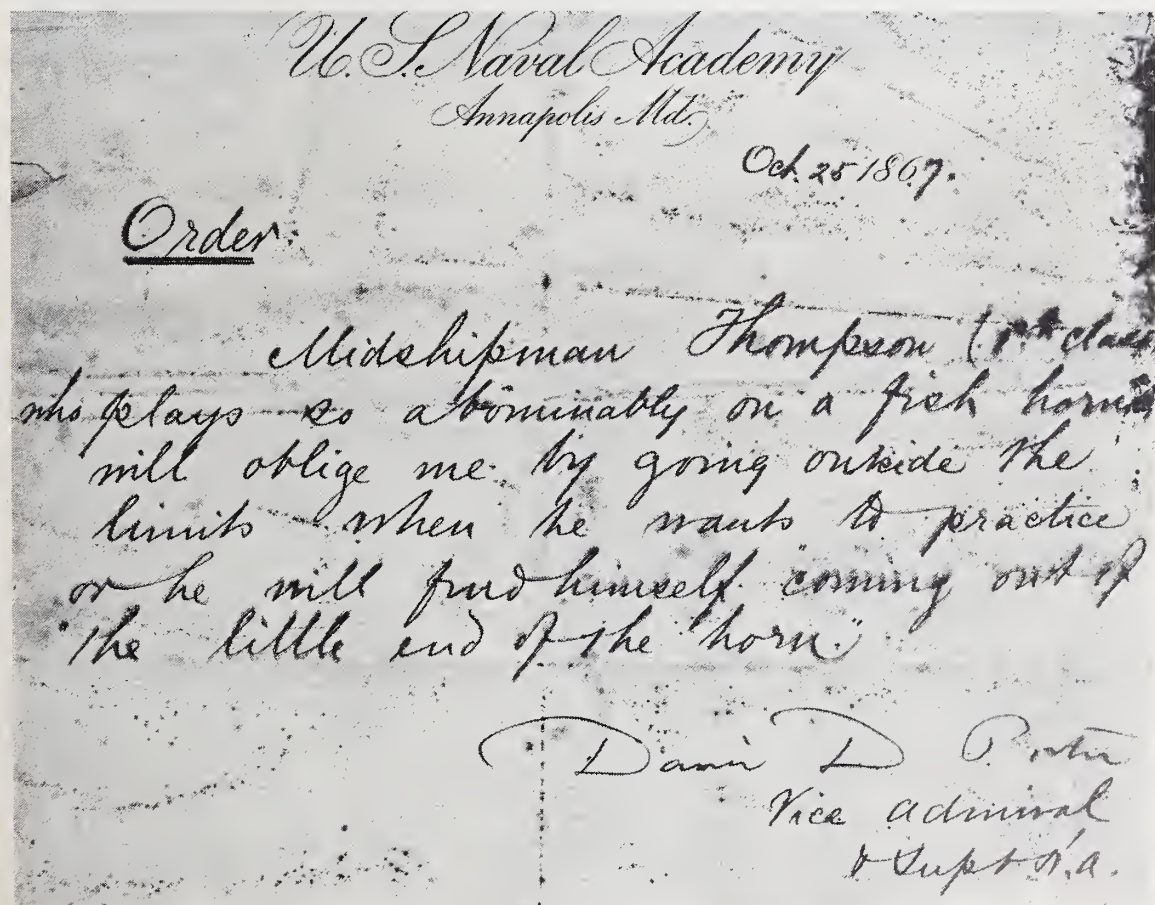 U. S. Naval Academy
Annapolis Md.
Oct. 25 1867.
Order.
Midshipman Thompson (1st class
who plays so abominably on a fish horn
will oblige me by going outside the
limits when he wants to practice
or he will find himself coming out of
"the little end of the horn."
David D Porter
Vice Admiral
& Supt N.A.